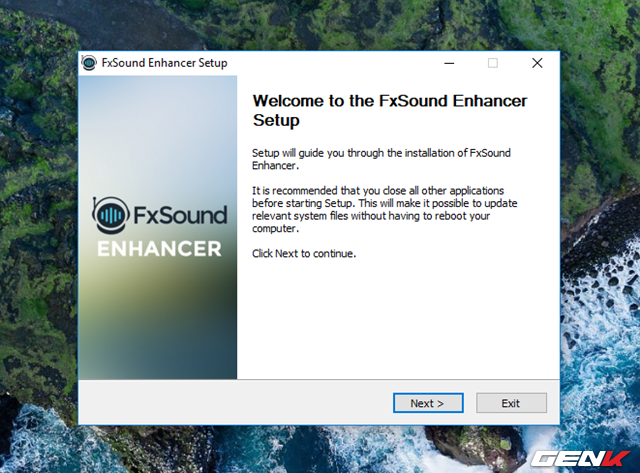 FxSound Enhancer Setup
Welcome to the FxSound Enhancer
Setup
Setup will guide you through the installation of FxSound
Enhancer.
It is recommended that you close all other applications
before starting Setup. This will make it possible to update
relevant system files without having to reboot your
computer.
Click Next to continue.
FxSound
ENHANCER
Next >
Exit
GENK